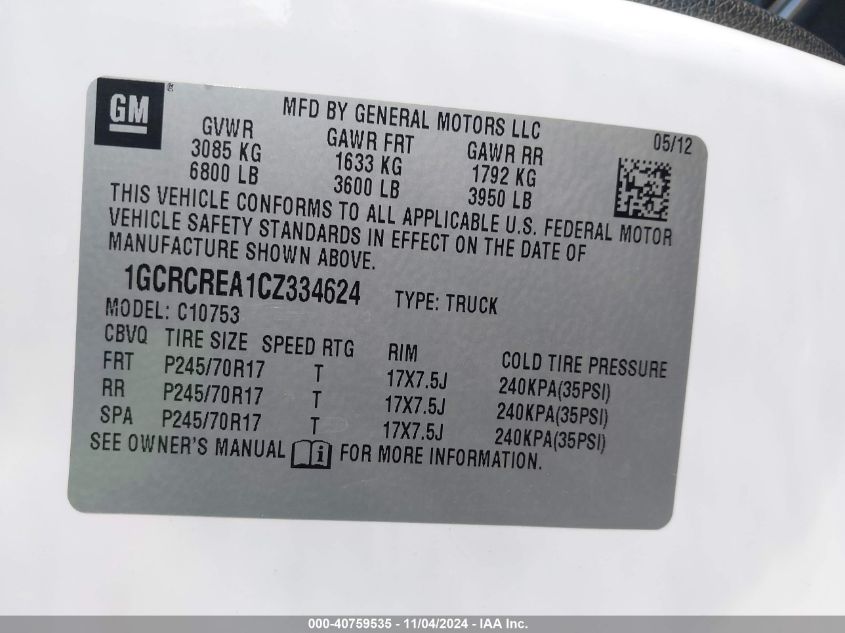 GM®
MFD BY GENERAL MOTORS LLC
05/12
GVWR GAWR FRT GAWR RR
3085 KG 1633 KG 1792 KG
6800 LB 3600 LB 3950 LB
THIS VEHICLE CONFORMS TO ALL APPLICABLE U.S. FEDERAL MOTOR
VEHICLE SAFETY STANDARDS IN EFFECT ON THE DATE OF
MANUFACTURE SHOWN ABOVE.
1GCRCREA1CZ334624 TYPE: TRUCK
MODEL: C10753
CBVQ TIRE SIZE SPEED RTG RIM COLD TIRE PRESSURE
FRT P245/70R17 T 17X7.5J 240KPA(35PSI)
RR P245/70R17 T 17X7.5J 240KPA(35PSI)
SPA P245/70R17 T 17X7.5J 240KPA(35PSI)
SEE OWNER'S MANUAL i FOR MORE INFORMATION.
000-40759535 - 11/04/2024 - IAA Inc.